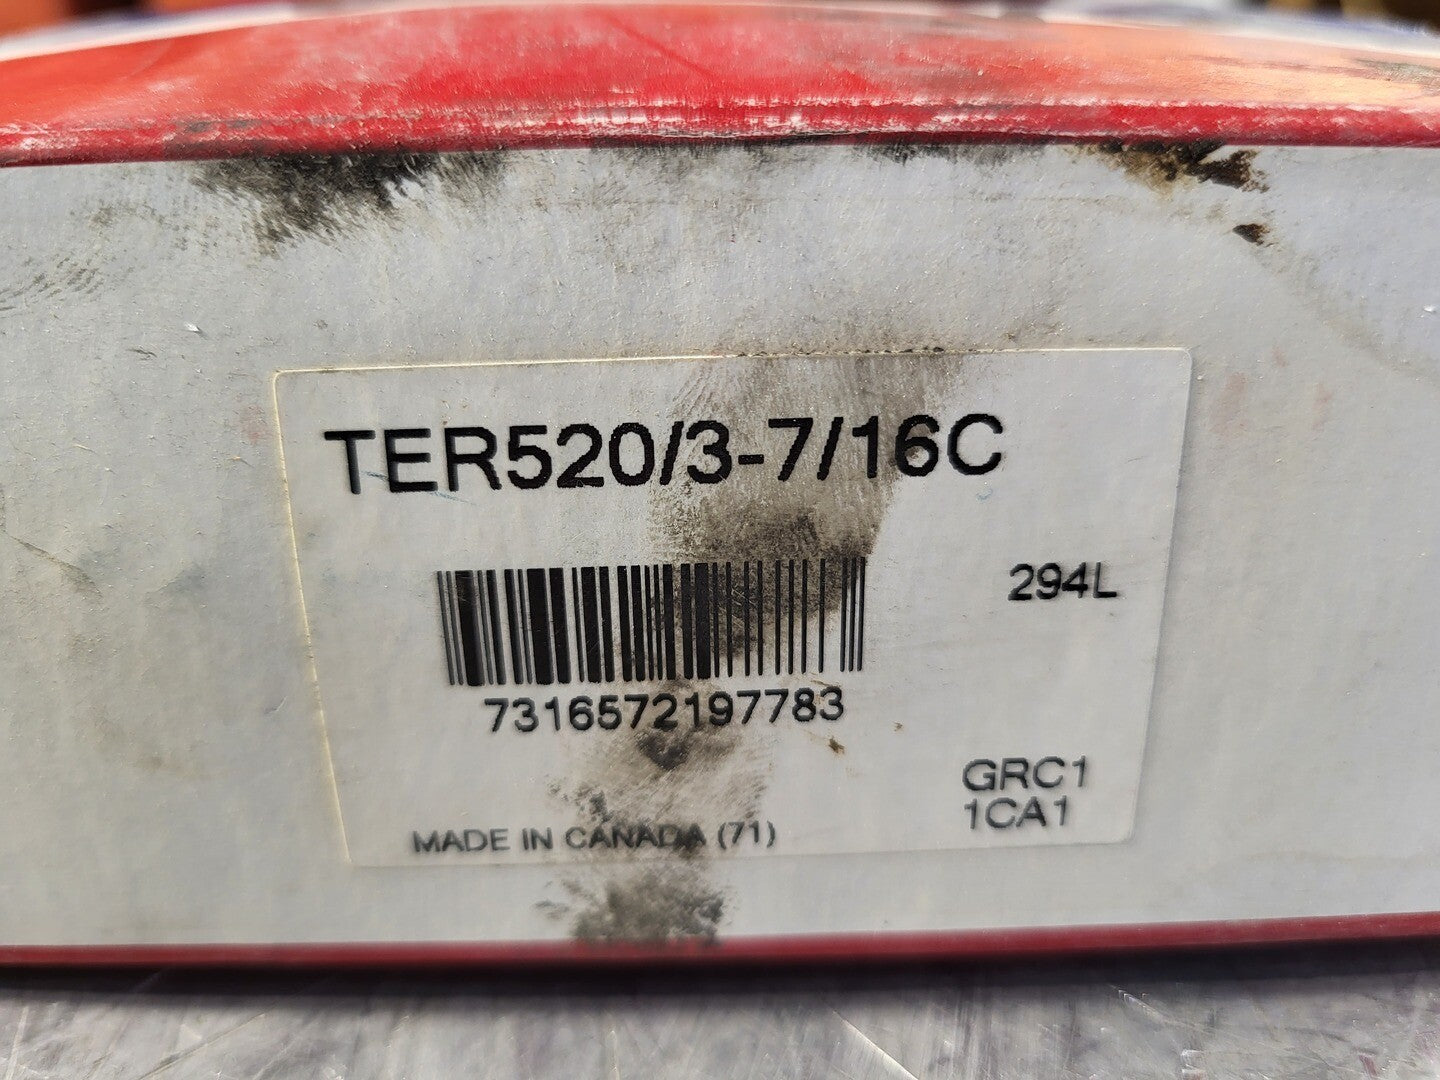 TER520/3-7/16C
294L
7316572197783
GRC1
1CA1
MADE IN CANADA (71)